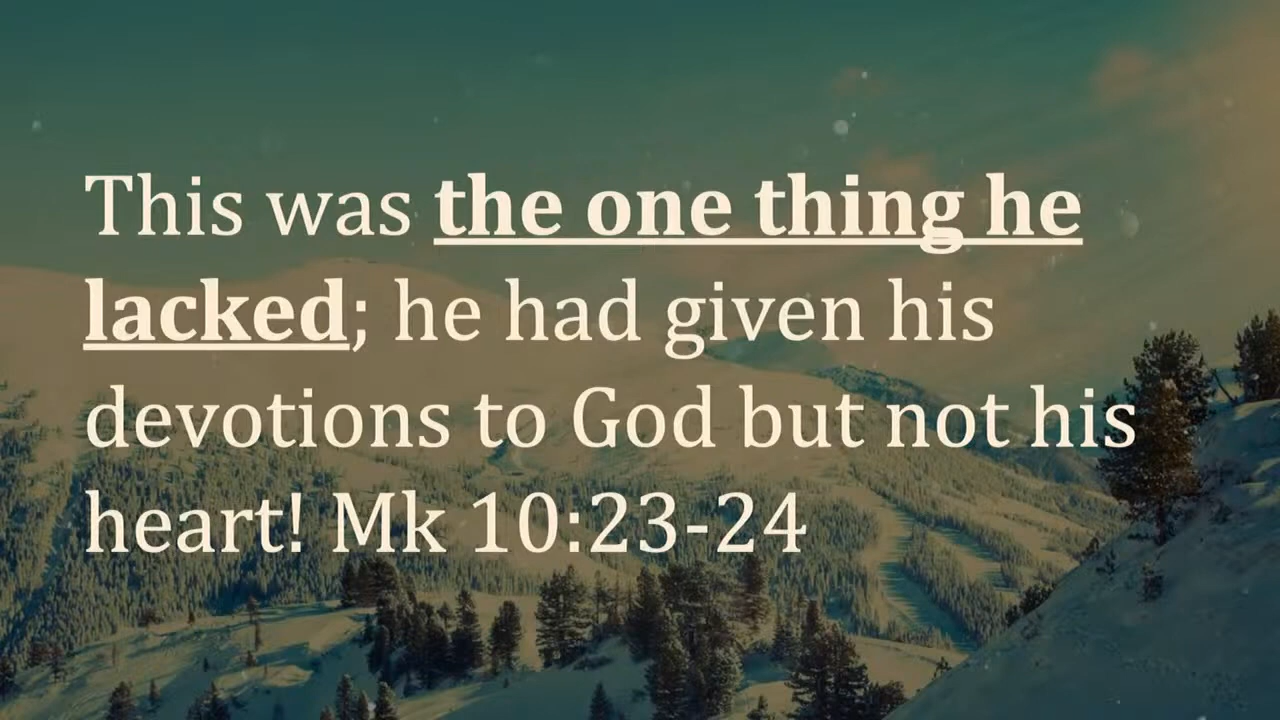 This was the one thing he
lacked; he had given his
devotions to God but not his
heart! Mk 10:23-24